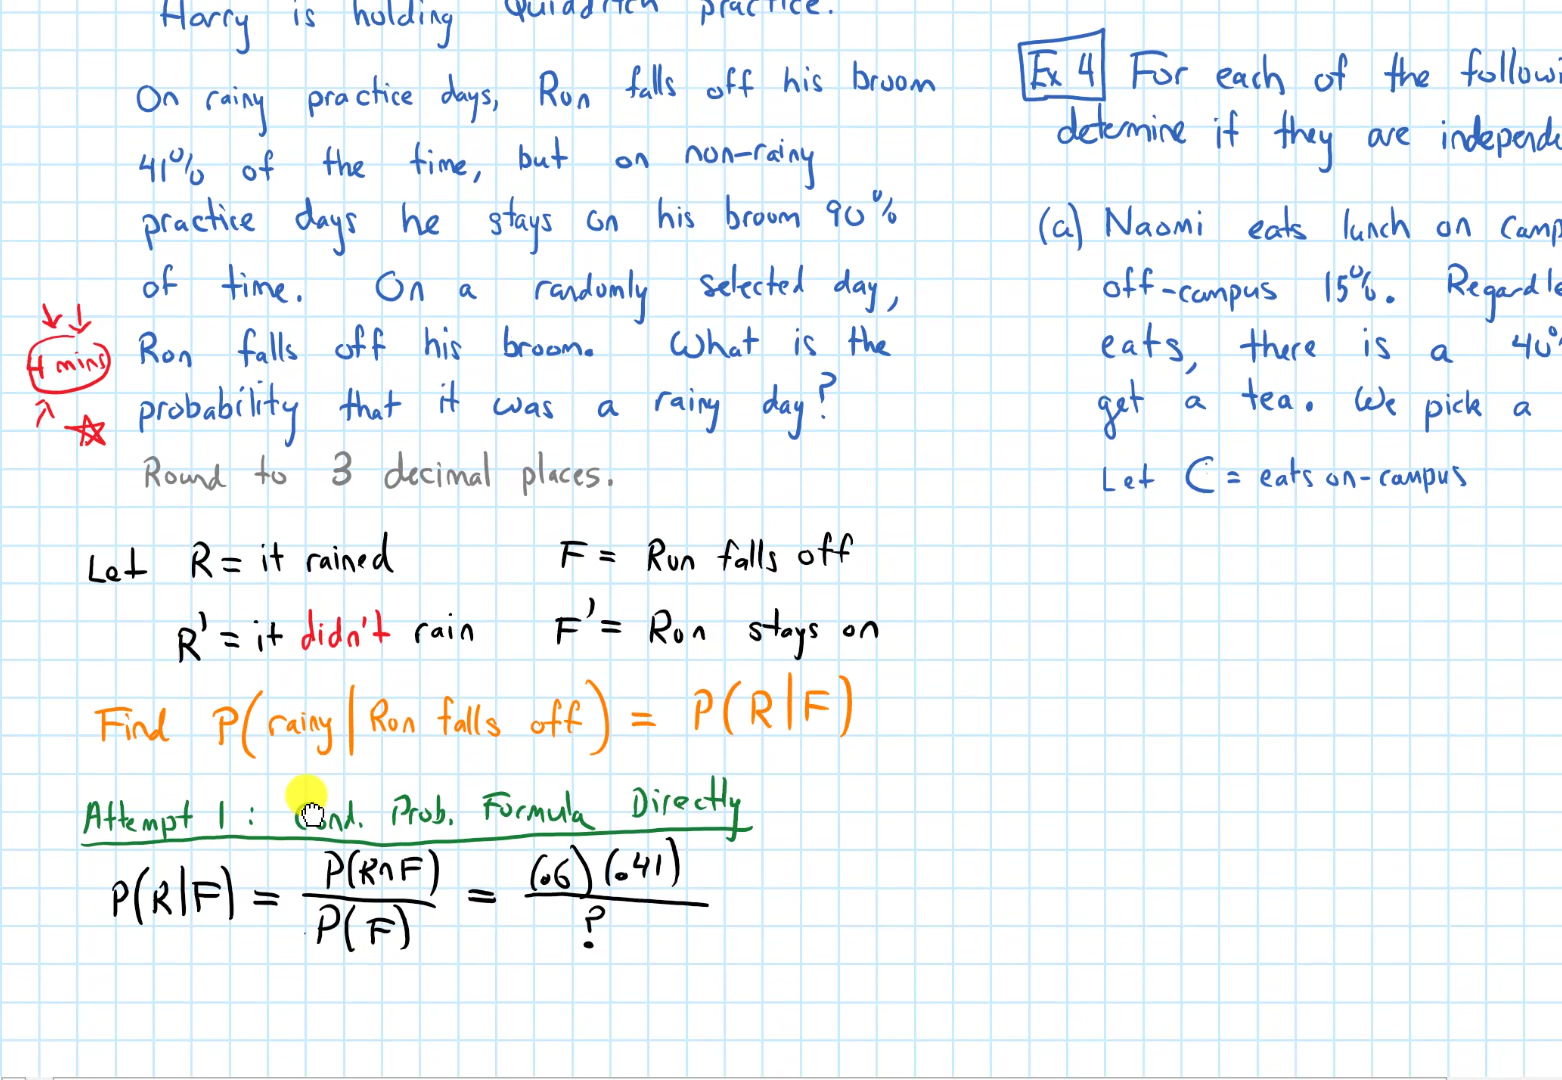 Harry is holding Quidditch practice.
On rainy practice days, Ron falls off his broom
41% of the time, but on non-rainy
practice days he stays on his broom 90%
of time. On a randomly selected day,
Ron falls off his broom. What is the
probability that it was a rainy day?
Round to 3 decimal places.
4 mins
Let R = it rained F = Ron falls off
R' = it didn't rain F' = Ron stays on
Find P(rainy | Ron falls off) = P(R|F)
Attempt 1: Cond. Prob. Formula Directly
P(R|F) = P(R∩F) / P(F) = (.6)(.41) / ?
Ex 4 For each of the
determine if they are
(a) Naomi eats lunch on
off-campus 15%.
eats, there is a
get a tea. We pick a
Let C = eats on-campus